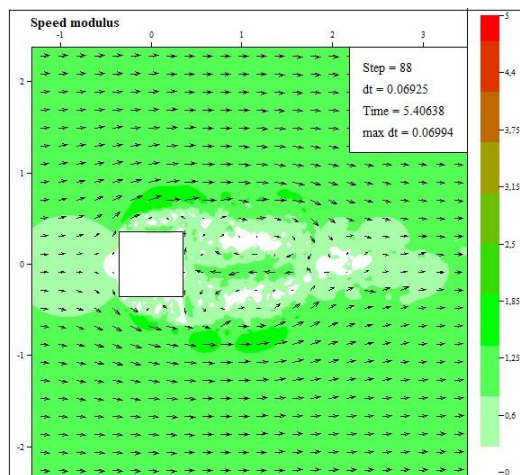 Speed modulus
-1 0 1 2 3
2
1
0
-1
-2
Step = 88
dt = 0.06925
Time = 5.40638
max dt = 0.06994
5
4,4
3,75
3,15
2,5
1,85
1,25
0,6
0